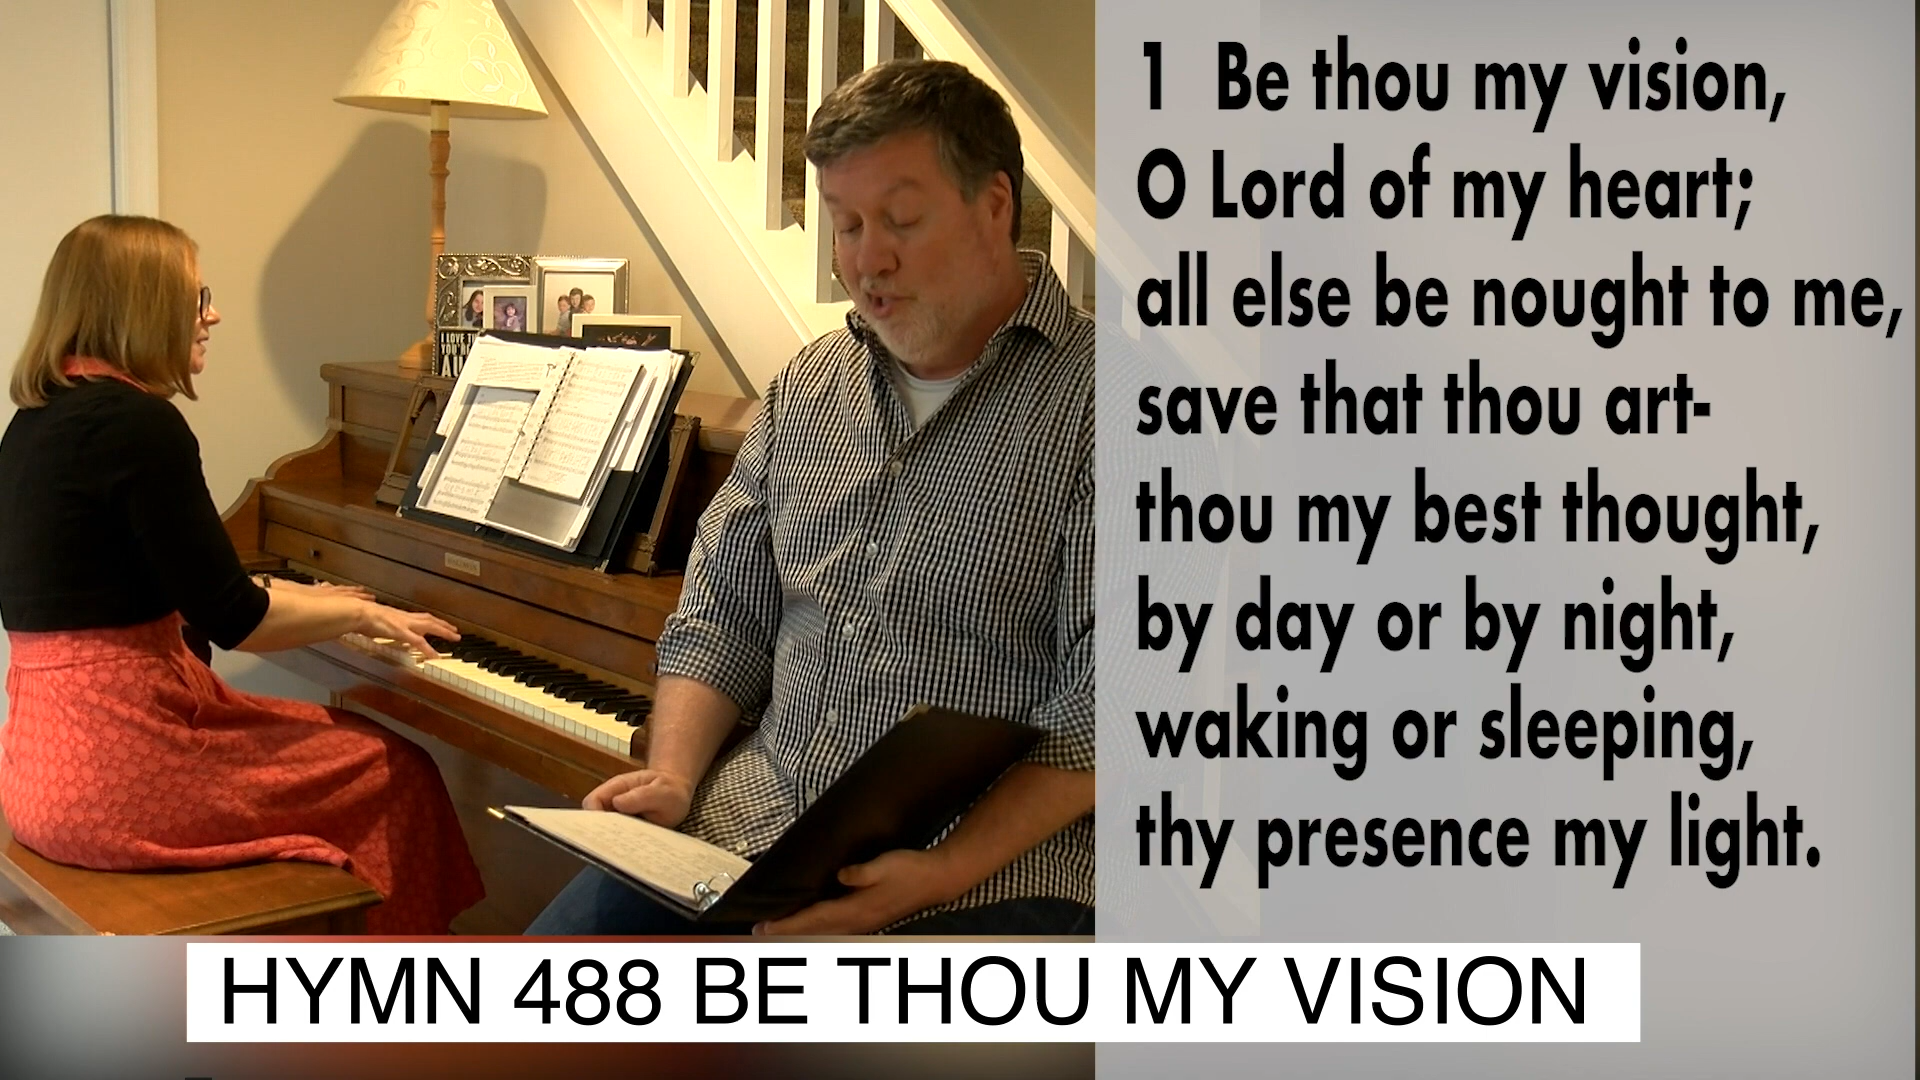 1 Be thou my vision,
O Lord of my heart;
all else be nought to me,
save that thou art-
thou my best thought,
by day or by night,
waking or sleeping,
thy presence my light.
HYMN 488 BE THOU MY VISION